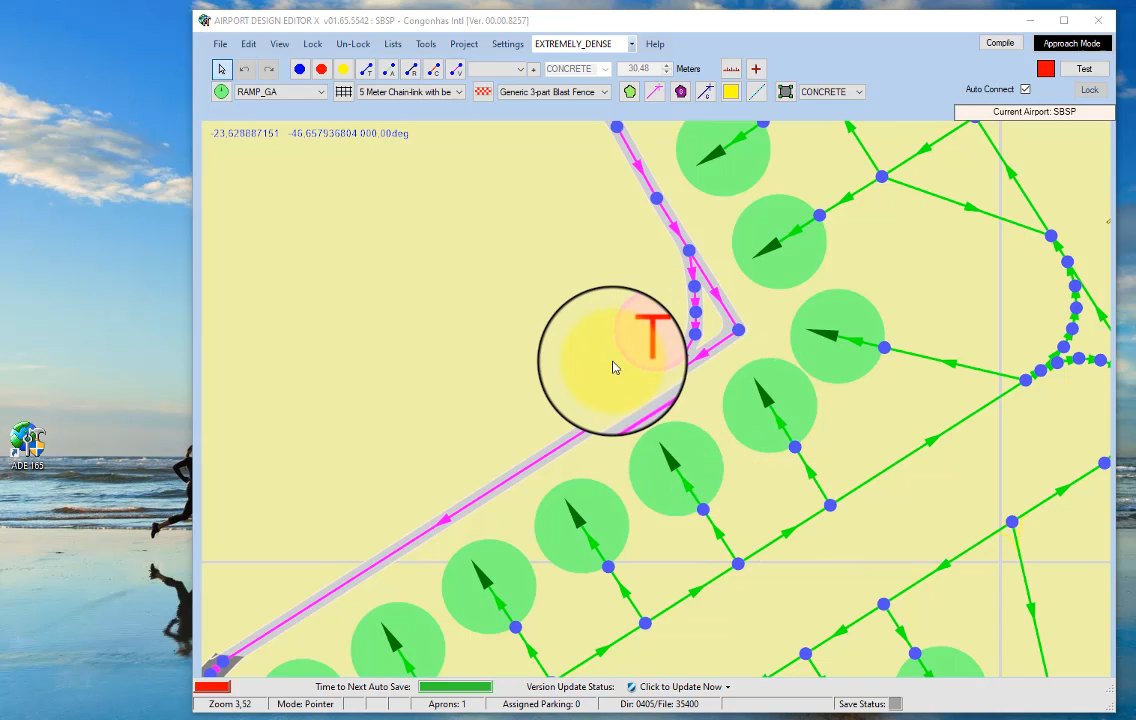 AIRPORT DESIGN EDITOR X v01.65.5542 : SBSP - Congonhas Intl [Ver. 00.00.8257]
File Edit View Lock Un-Lock Lists Tools Project Settings EXTREMELY_DENSE Help Compile Approach Mode
T A R C V CONCRETE 30,48 Meters Test
RAMP_GA 5 Meter Chain-link with be Generic 3-part Blast Fence CONCRETE Auto Connect Lock
Current Airport: SBSP
-23,628887151 -46,657936804 000,00deg
T
ADE 165
Time to Next Auto Save: Version Update Status: Click to Update Now
Zoom 3,52 Mode: Pointer Aprons: 1 Assigned Parking: 0 Dir: 0405/File: 35400 Save Status: